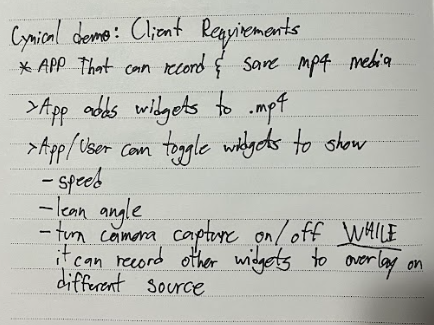 Cynical demo: Client Requirements
* APP That can record & save mp4 media
>App adds widgets to .mp4
>App/User can toggle widgets to show
- speed
- lean angle
- turn camera capture on/off WHILE
it can record other widgets to overlay on
different source